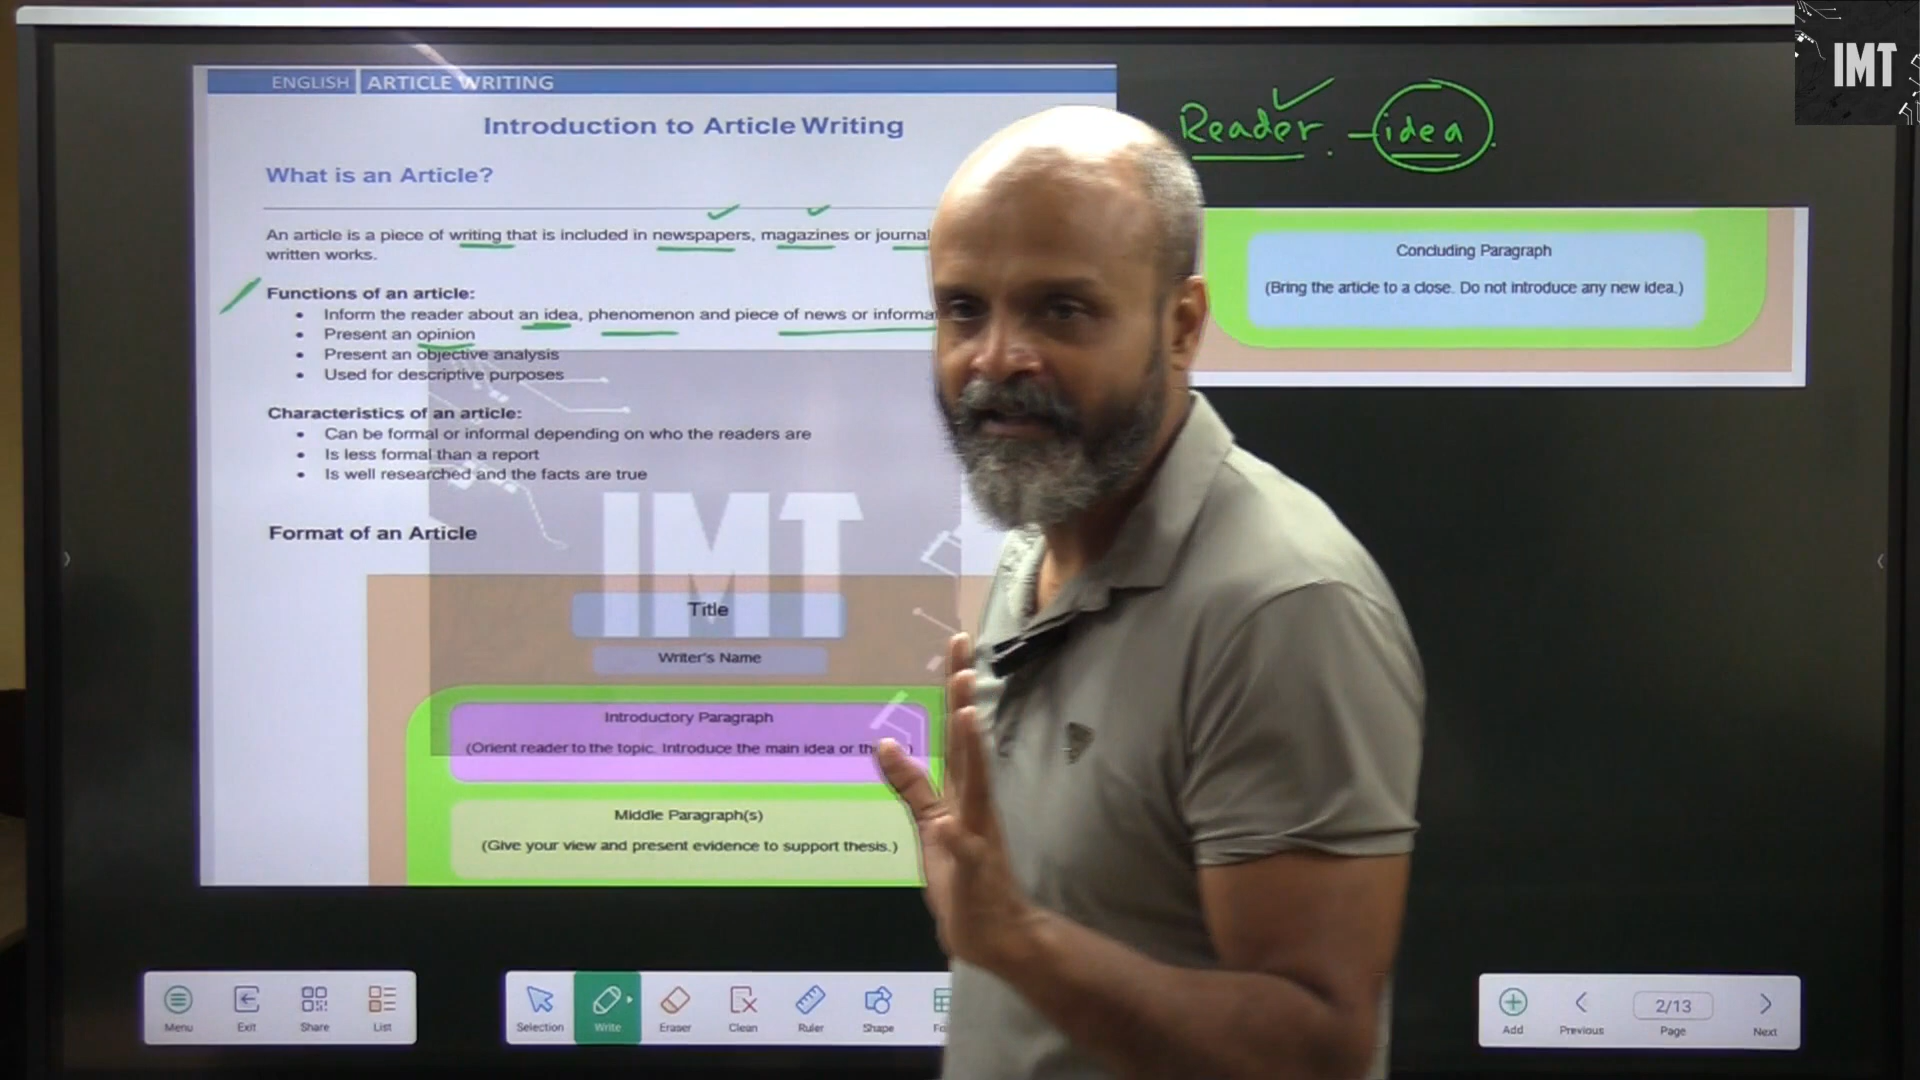 IMT
ENGLISH ARTICLE WRITING
Introduction to Article Writing
Reader. - idea.
What is an Article?
An article is a piece of writing that is included in newspapers, magazines or journal
written works.
Functions of an article:
• Inform the reader about an idea, phenomenon and piece of news or informa
• Present an opinion
• Present an objective analysis
• Used for descriptive purposes
Characteristics of an article:
• Can be formal or informal depending on who the readers are
• Is less formal than a report
• Is well researched and the facts are true
IMT
Format of an Article
Title
Writer's Name
Introductory Paragraph
(Orient reader to the topic. Introduce the main idea or th )
Middle Paragraph(s)
(Give your view and present evidence to support thesis.)
Concluding Paragraph
(Bring the article to a close. Do not introduce any new idea.)
Menu Exit Share List
Selection Write Eraser Clean Ruler Shape Fo
Add Previous 2/13 Page Next